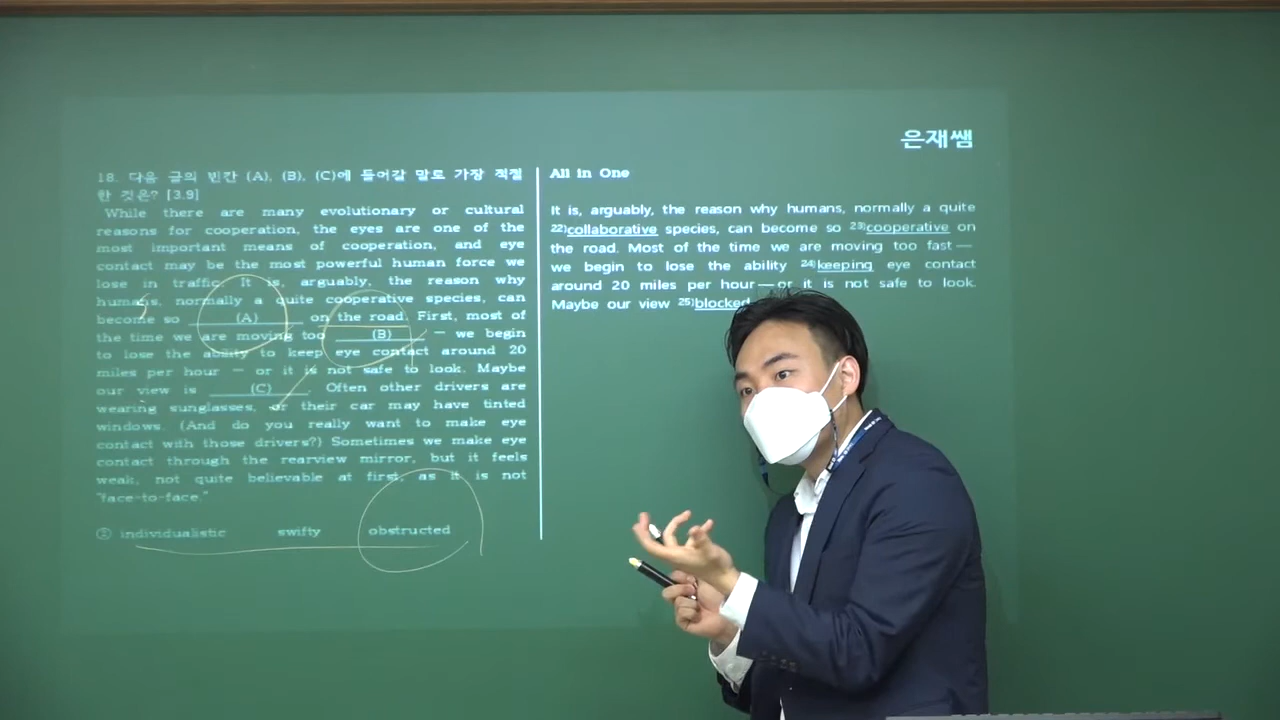 은재쌤
18. 다음 글의 빈칸 (A), (B), (C)에 들어갈 말로 가장 적절
한 것은? [3.9]
While there are many evolutionary or cultural
reasons for cooperation, the eyes are one of the
most important means of cooperation, and eye
contact may be the most powerful human force we
lose in traffic. It is, arguably, the reason why
humans, normally a quite cooperative species, can
become so (A) on the road. First, most of
the time we are moving too (B) — we begin
to lose the ability to keep eye contact around 20
miles per hour — or it is not safe to look. Maybe
our view is (C) . Often other drivers are
wearing sunglasses, or their car may have tinted
windows. (And do you really want to make eye
contact with those drivers?) Sometimes we make eye
contact through the rearview mirror, but it feels
weak, not quite believable at first, as it is not
"face-to-face."
② individualistic swifty obstructed
All in One
It is, arguably, the reason why humans, normally a quite
22)collaborative species, can become so 23)cooperative on
the road. Most of the time we are moving too fast —
we begin to lose the ability 24)keeping eye contact
around 20 miles per hour — or it is not safe to look.
Maybe our view 25)blocked